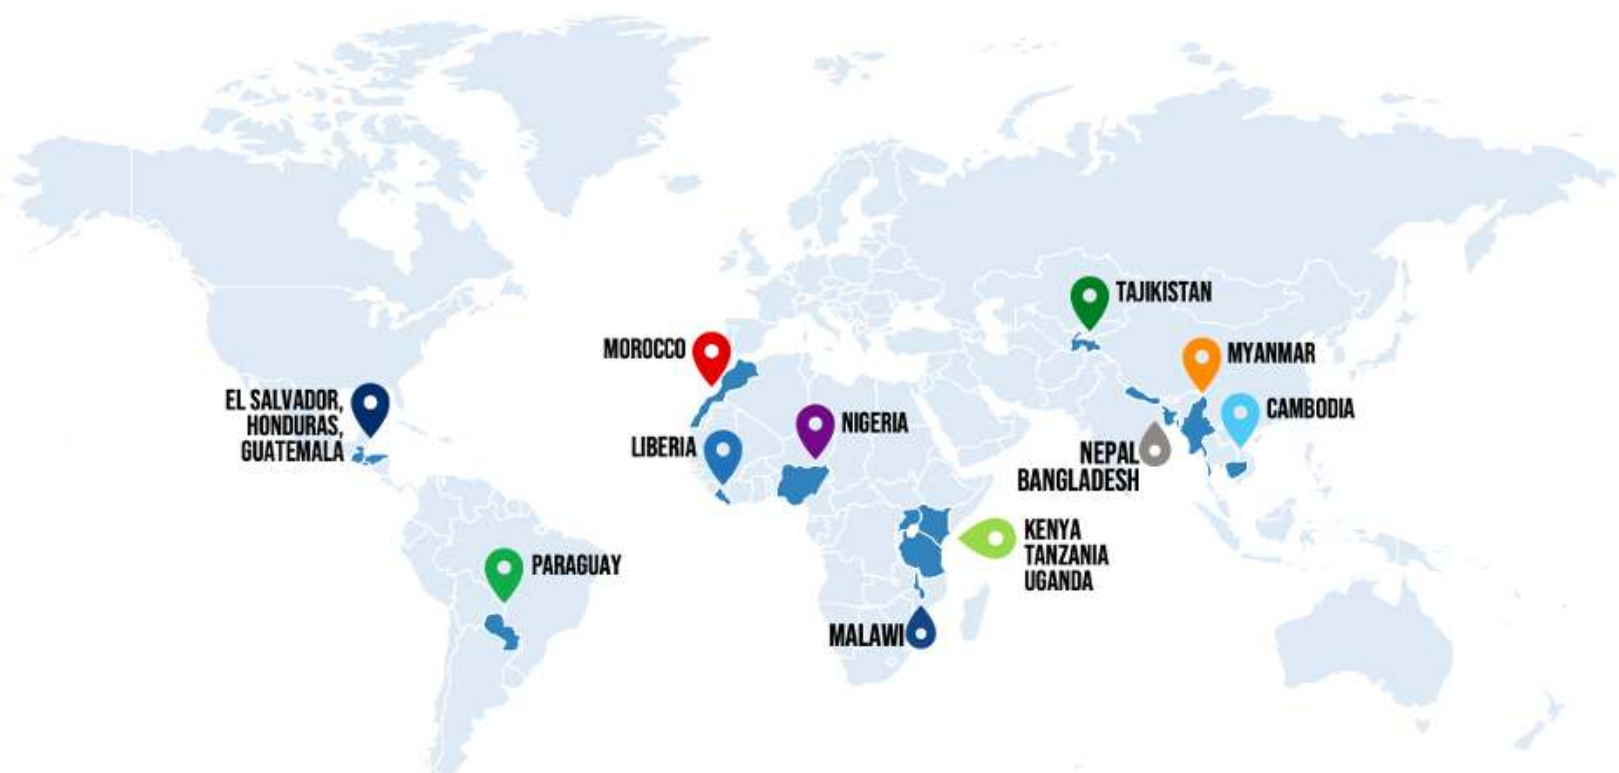 TAJIKISTAN
MOROCCO
MYANMAR
EL SALVADOR,
HONDURAS,
GUATEMALA
CAMBODIA
NIGERIA
LIBERIA
NEPAL
BANGLADESH
KENYA
TANZANIA
UGANDA
PARAGUAY
MALAWI